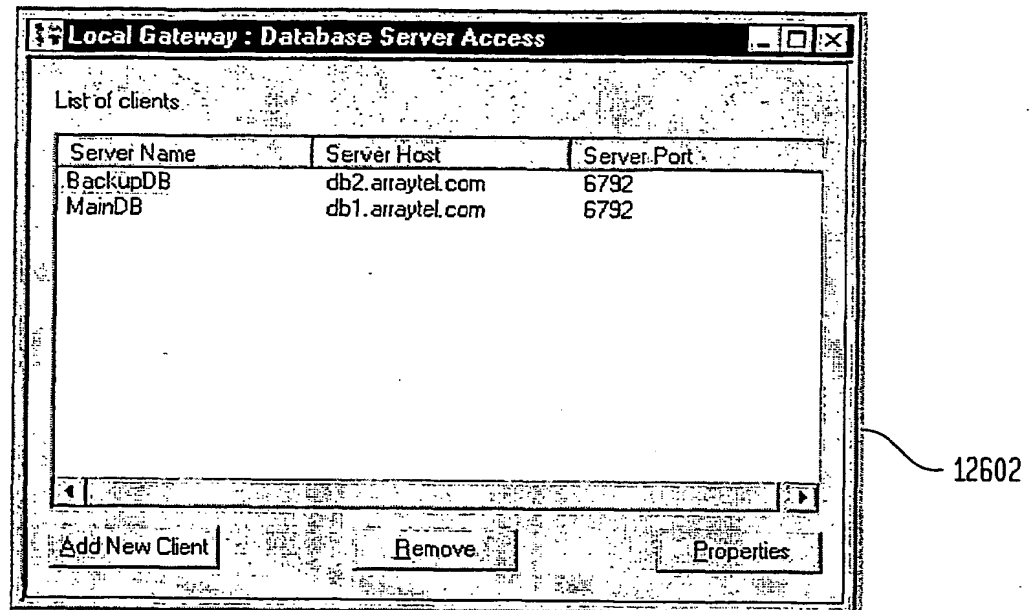 Local Gateway : Database Server Access
List of clients
Server Name Server Host Server Port
BackupDB db2.arraytel.com 6792
MainDB db1.arraytel.com 6792
12602
Add New Client Remove Properties